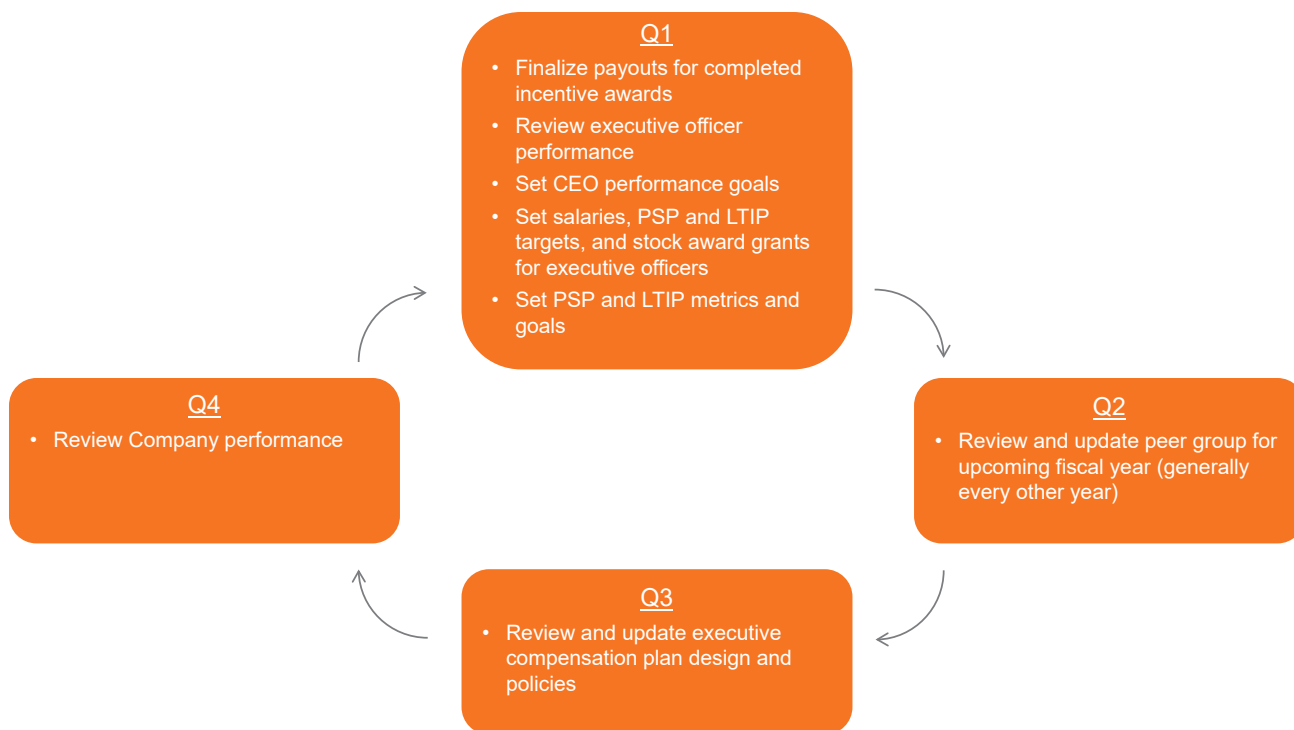 Q1
• Finalize payouts for completed
incentive awards
• Review executive officer
performance
• Set CEO performance goals
• Set salaries, PSP and LTIP
targets, and stock award grants
for executive officers
• Set PSP and LTIP metrics and
goals
Q2
• Review and update peer group for
upcoming fiscal year (generally
every other year)
Q3
• Review and update executive
compensation plan design and
policies
Q4
• Review Company performance